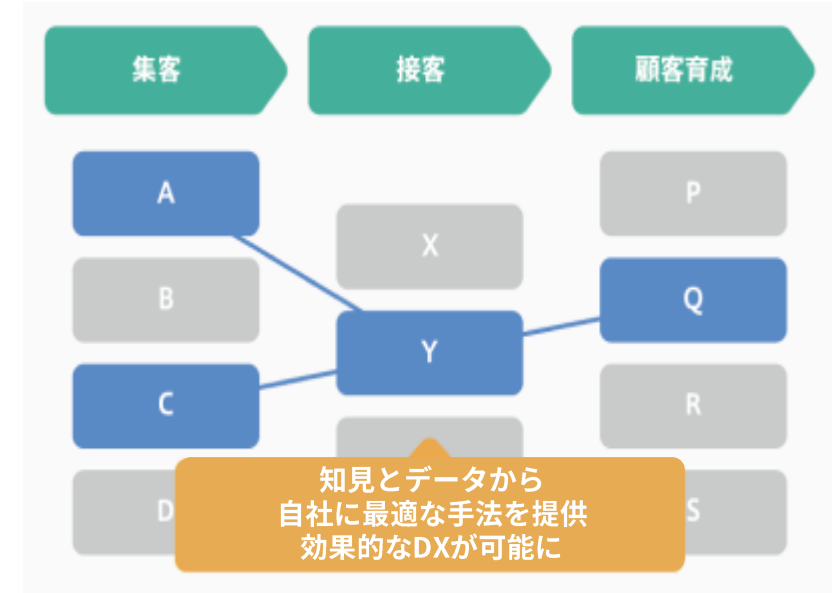 集客
接客
顧客育成
A
B
C
D
X
Y
P
Q
R
S
知見とデータから
自社に最適な手法を提供
効果的なDXが可能に